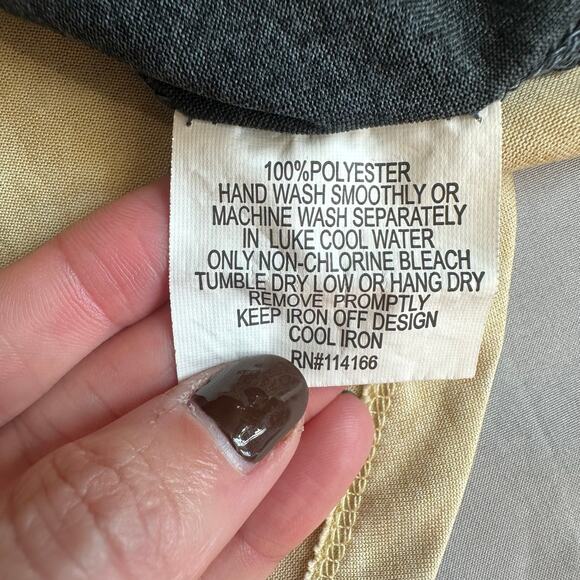 100%POLYESTER
HAND WASH SMOOTHLY OR
MACHINE WASH SEPARATELY
IN LUKE COOL WATER
ONLY NON-CHLORINE BLEACH
TUMBLE DRY LOW OR HANG DRY
REMOVE PROMPTLY
KEEP IRON OFF DESIGN
COOL IRON
RN#114166